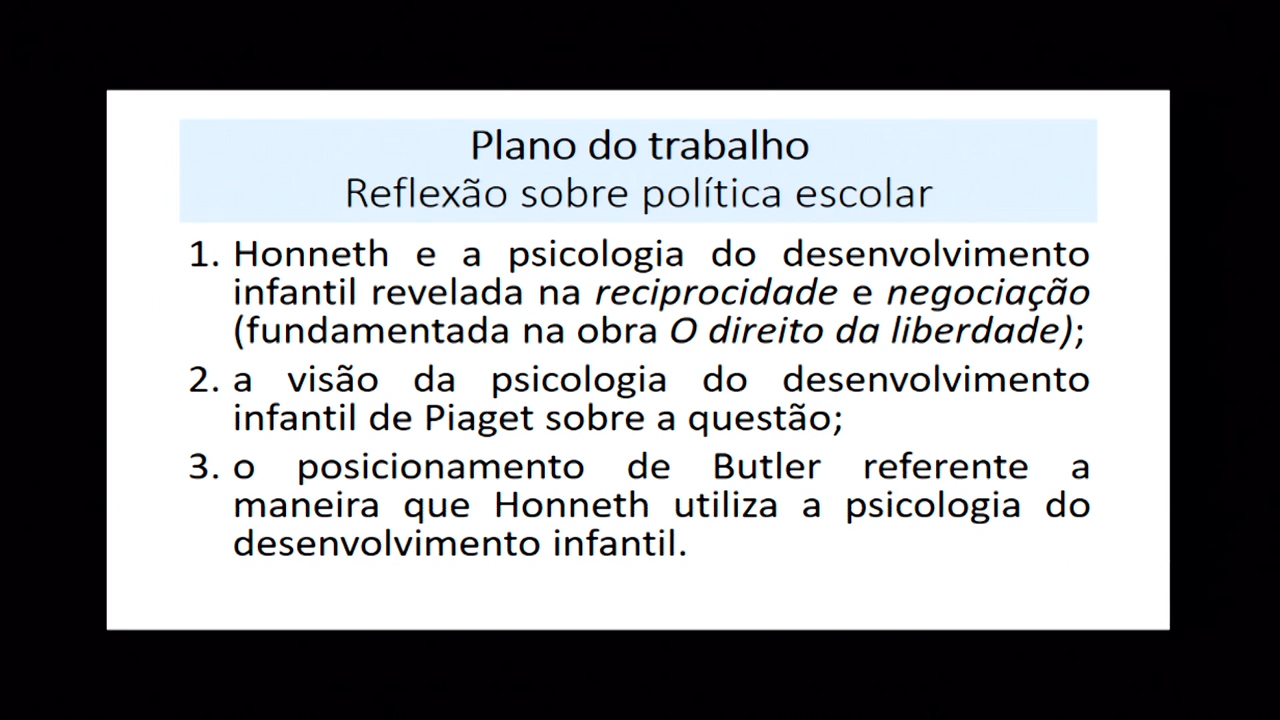 Plano do trabalho
Reflexão sobre política escolar
1. Honneth e a psicologia do desenvolvimento
infantil revelada na reciprocidade e negociação
(fundamentada na obra O direito da liberdade);
2. a visão da psicologia do desenvolvimento
infantil de Piaget sobre a questão;
3. o posicionamento de Butler referente a
maneira que Honneth utiliza a psicologia do
desenvolvimento infantil.